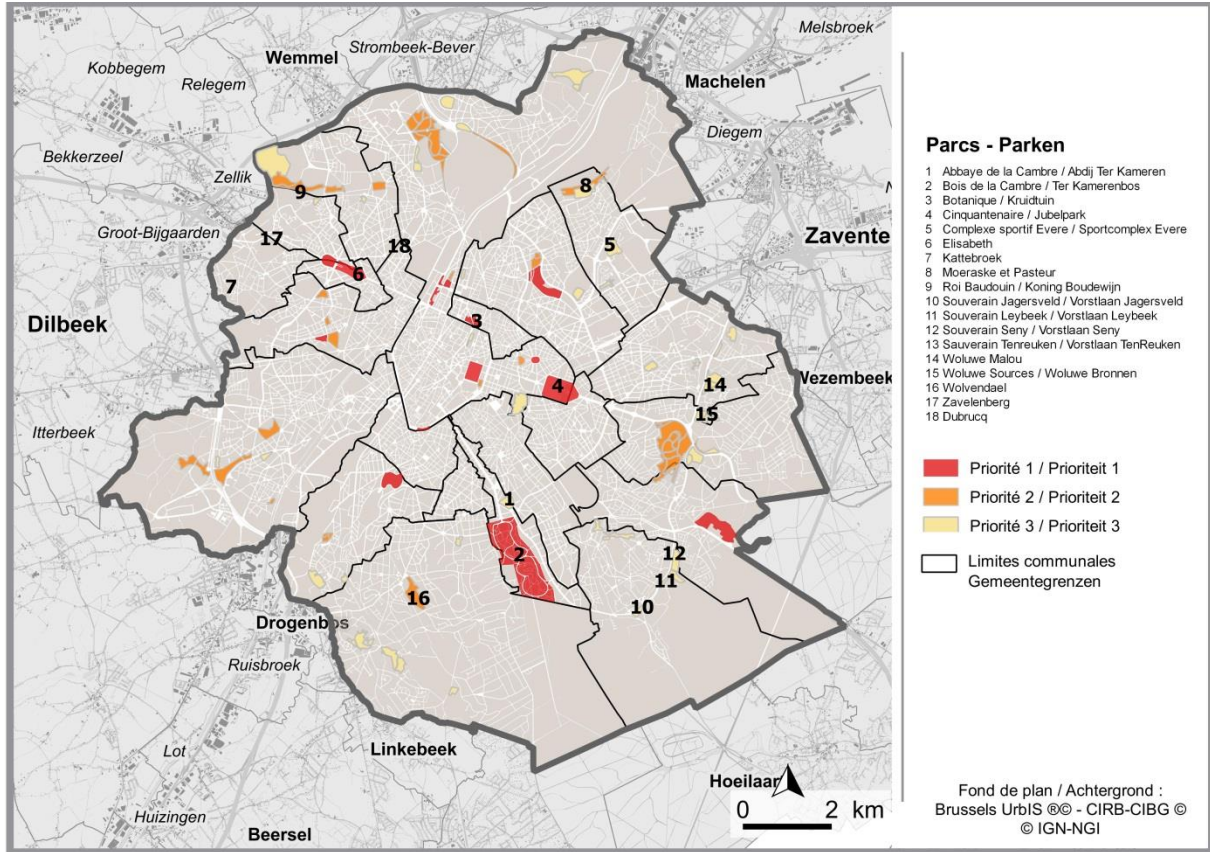 Melsbroek
Strombeek-Bever
Wemmel
Kobbegem
Relegem
Machelen
Diegem
Bekkerzeel
Zellik
Groot-Bijgaarden
Zavente
Dilbeek
Wezembeek
Itterbeek
Drogenbos
Ruisbroek
Linkebeek
Lot
Hoeilaar
Huizingen
Beersel
9
8
17
18
5
7
6
3
4
14
15
1
2
12
11
10
16
0 2 km
Parcs - Parken
1 Abbaye de la Cambre / Abdij Ter Kameren
2 Bois de la Cambre / Ter Kamerenbos
3 Botanique / Kruidtuin
4 Cinquantenaire / Jubelpark
5 Complexe sportif Evere / Sportcomplex Evere
6 Elisabeth
7 Kattebroek
8 Moeraske et Pasteur
9 Roi Baudouin / Koning Boudewijn
10 Souverain Jagersveld / Vorstlaan Jagersveld
11 Souverain Leybeek / Vorstlaan Leybeek
12 Souverain Seny / Vorstlaan Seny
13 Sauverain Tenreuken / Vorstlaan TenReuken
14 Woluwe Malou
15 Woluwe Sources / Woluwe Bronnen
16 Wolvendael
17 Zavelenberg
18 Dubrucq
Priorité 1 / Prioriteit 1
Priorité 2 / Prioriteit 2
Priorité 3 / Prioriteit 3
Limites communales
Gemeentegrenzen
Fond de plan / Achtergrond :
Brussels UrbIS ®© - CIRB-CIBG ©
© IGN-NGI